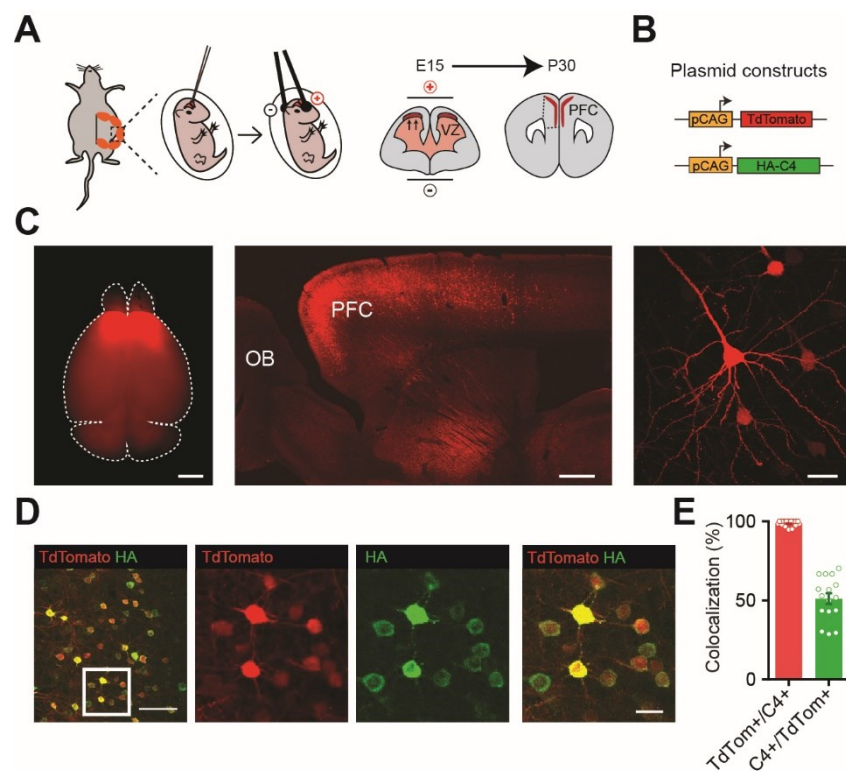 A
E15
P30
PFC
VZ
B
Plasmid constructs
pCAG
TdTomato
pCAG
HA-C4
C
PFC
OB
D
TdTomato HA
TdTomato
HA
TdTomato HA
E
Colocalization (%)
100
50
0
TdTom+/C4+
C4+/TdTom+